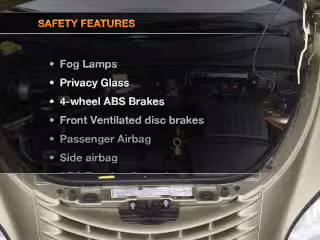 SAFETY FEATURES
• Fog Lamps
• Privacy Glass
• 4-wheel ABS Brakes
• Front Ventilated disc brakes
• Passenger Airbag
• Side airbag